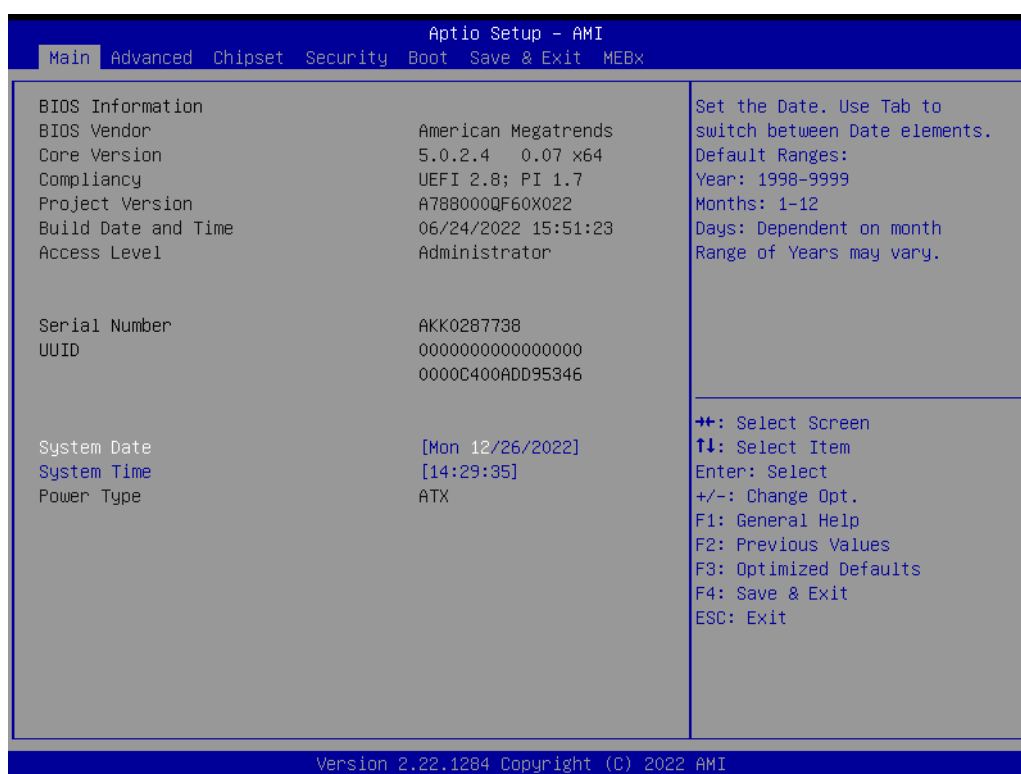 Aptio Setup – AMI
Main Advanced Chipset Security Boot Save & Exit MEBx
BIOS Information
BIOS Vendor American Megatrends
Core Version 5.0.2.4 0.07 x64
Compliancy UEFI 2.8; PI 1.7
Project Version A788000QF60X022
Build Date and Time 06/24/2022 15:51:23
Access Level Administrator
Serial Number AKK0287738
UUID 0000000000000000
0000C400ADD95346
System Date [Mon 12/26/2022]
System Time [14:29:35]
Power Type ATX
Set the Date. Use Tab to
switch between Date elements.
Default Ranges:
Year: 1998-9999
Months: 1-12
Days: Dependent on month
Range of Years may vary.
→←: Select Screen
↑↓: Select Item
Enter: Select
+/-: Change Opt.
F1: General Help
F2: Previous Values
F3: Optimized Defaults
F4: Save & Exit
ESC: Exit
Version 2.22.1284 Copyright (C) 2022 AMI